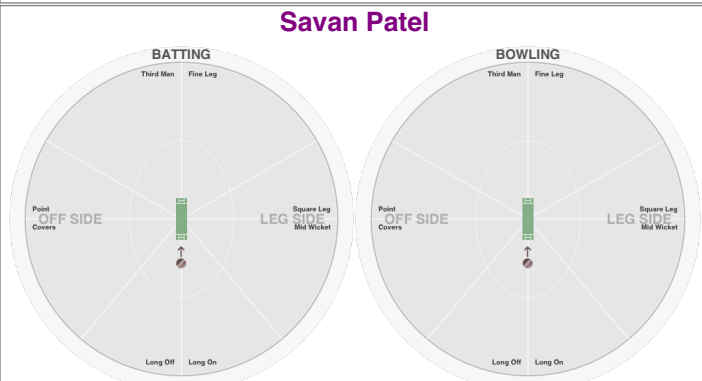 Savan Patel
BATTING
Third Man Fine Leg
Point
OFF SIDE
Covers
Square Leg
LEG SIDE
Mid Wicket
Long Off Long On
BOWLING
Third Man Fine Leg
Point
OFF SIDE
Covers
Square Leg
LEG SIDE
Mid Wicket
Long Off Long On